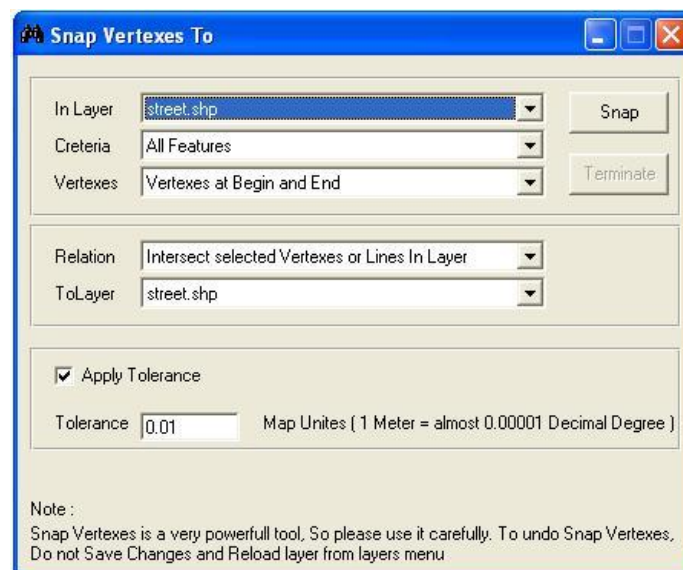 Snap Vertexes To
In Layer street.shp Snap
Creteria All Features
Vertexes Vertexes at Begin and End Terminate
Relation Intersect selected Vertexes or Lines In Layer
ToLayer street.shp
Apply Tolerance
Tolerance 0.01 Map Unites ( 1 Meter = almost 0.00001 Decimal Degree )
Note :
Snap Vertexes is a very powerfull tool, So please use it carefully. To undo Snap Vertexes,
Do not Save Changes and Reload layer from layers menu